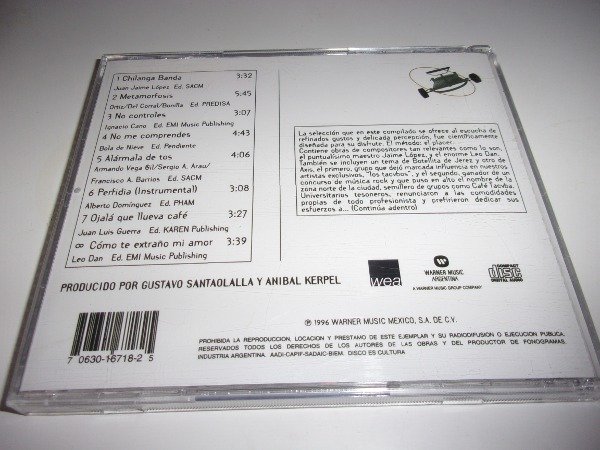 1 Chilanga Banda 3:32
Juan Jaime López Ed. SACM
2 Metamorfosis 5:45
Ortiz/Del Corral/Bonilla Ed. PREDISA
3 No controles 3:07
Ignacio Cano Ed. EMI Music Publishing
4 No me comprendes 4:43
Bola de Nieve Ed. Pendiente
5 Alármala de tos 4:06
Armando Vega Gil/Sergio A. Arau/
Francisco A. Barrios Ed. SACM
6 Perfidia (Instrumental) 3:08
Alberto Domínguez Ed. PHAM
7 Ojalá que llueva café 3:27
Juan Luis Guerra Ed. KAREN Publishing
∞ Cómo te extraño mi amor 3:39
Leo Dan Ed. EMI Music Publishing
La selección que en este compilado se ofrece al escucha de
refinados gustos y delicada percepción, fue científicamente
diseñada para su disfrute. El método: el placer.
Contiene obras de compositores tan relevantes como lo son,
el puntualísimo maestro Jaime López, y el enorme Leo Dan.
También se incluyen un tema de Botellita de Jerez y otro de
Axis, el primero, grupo que dejó marcada influencia en nuestros
artistas exclusivos, "los tacubos", y el segundo, ganador de un
concurso de música rock y que puso en alto el nombre de la
zona norte de la ciudad, semillero de grupos como Café Tacvba.
Universitarios tesoneros, renunciaron a las comodidades
propias de todo profesionista y prefirieron dedicar sus
esfuerzos a... (Continúa adentro)
PRODUCIDO POR GUSTAVO SANTAOLALLA Y ANIBAL KERPEL
wea
WARNER MUSIC
ARGENTINA
A WARNER MUSIC GROUP COMPANY
COMPACT
disc
DIGITAL AUDIO
℗ 1996 WARNER MUSIC MEXICO, S.A. DE C.V.
PROHIBIDA LA REPRODUCCION, LOCACION Y PRESTAMO DE ESTE EJEMPLAR Y SU RADIODIFUSION O EJECUCION PUBLICA.
RESERVADOS TODOS LOS DERECHOS DE LOS AUTORES DE LAS OBRAS Y DEL PRODUCTOR DE FONOGRAMAS.
INDUSTRIA ARGENTINA. AADI-CAPIF-SADAIC-BIEM. DISCO ES CULTURA
7 0630-16718-2 5